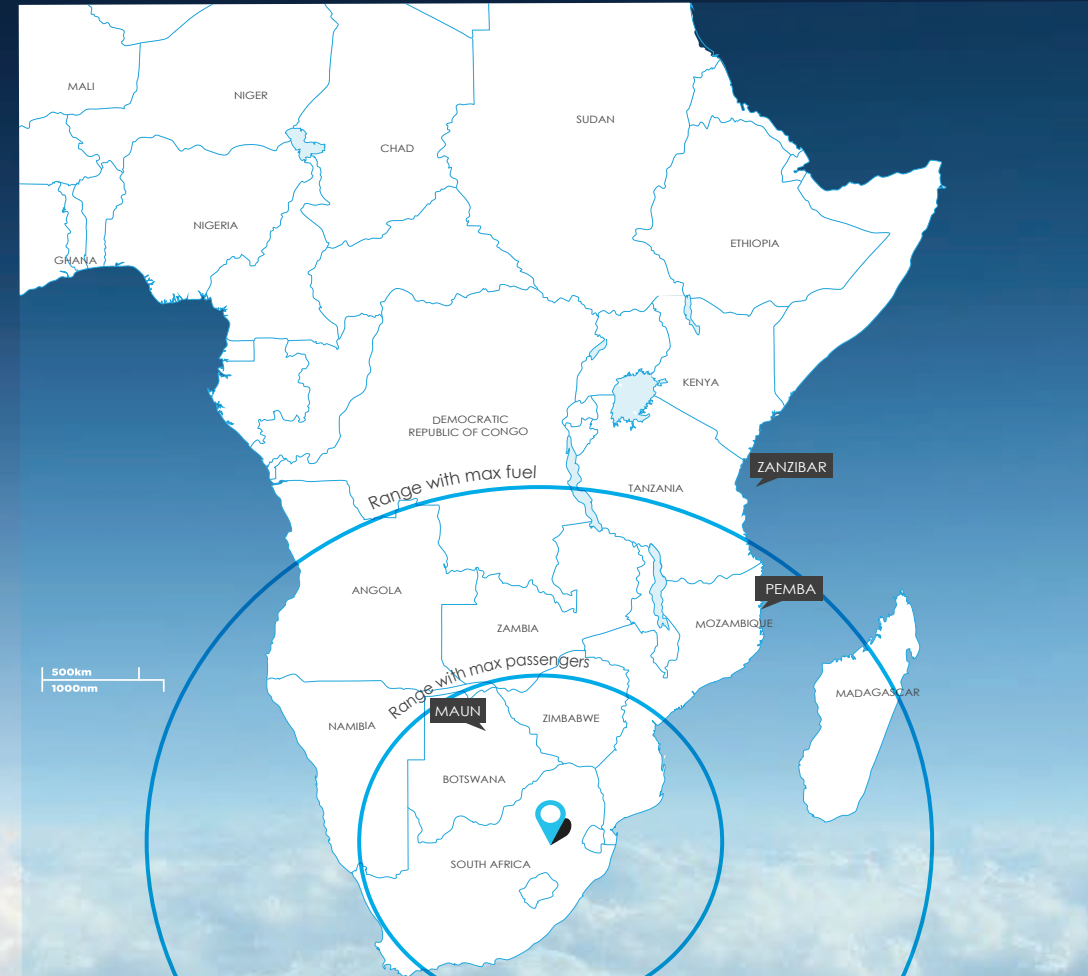 MALI
NIGER
CHAD
SUDAN
NIGERIA
GHANA
ETHIOPIA
KENYA
DEMOCRATIC
REPUBLIC OF CONGO
ZANZIBAR
Range with max fuel
TANZANIA
ANGOLA
PEMBA
ZAMBIA
MOZAMBIQUE
Range with max passengers
500km
1000nm
MADAGASCAR
MAUN
NAMIBIA
ZIMBABWE
BOTSWANA
SOUTH AFRICA